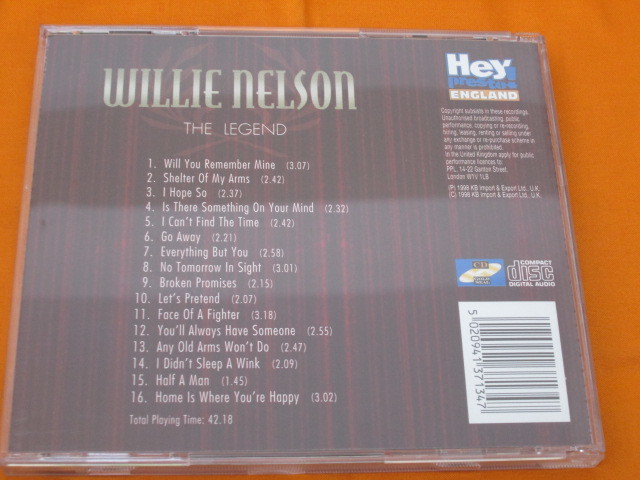 WILLIE NELSON
THE LEGEND
1. Will You Remember Mine (3.07)
2. Shelter Of My Arms (2.42)
3. I Hope So (2.37)
4. Is There Something On Your Mind (2.32)
5. I Can't Find The Time (2.42)
6. Go Away (2.21)
7. Everything But You (2.58)
8. No Tomorrow In Sight (3.01)
9. Broken Promises (2.15)
10. Let's Pretend (2.07)
11. Face Of A Fighter (3.18)
12. You'll Always Have Someone (2.55)
13. Any Old Arms Won't Do (2.47)
14. I Didn't Sleep A Wink (2.09)
15. Half A Man (1.45)
16. Home Is Where You're Happy (3.02)
Total Playing Time: 42.18
Hey
presto!
ENGLAND
Copyright subsists in these recordings.
Unauthorised broadcasting, public
performance, copying or re-recording,
hiring, leasing, renting or selling under
any exchange or re-purchase scheme in
any manner is prohibited.
In the United Kingdom apply for public
performance licenses to:
PPL, 14-22 Ganton Street,
London W1V 1LB
(P) 1998 KB Import & Export Ltd., U.K.
(C) 1998 KB Import & Export Ltd., U.K.
CD
COMPACT
disc
DIGITAL AUDIO
5 020941 371347